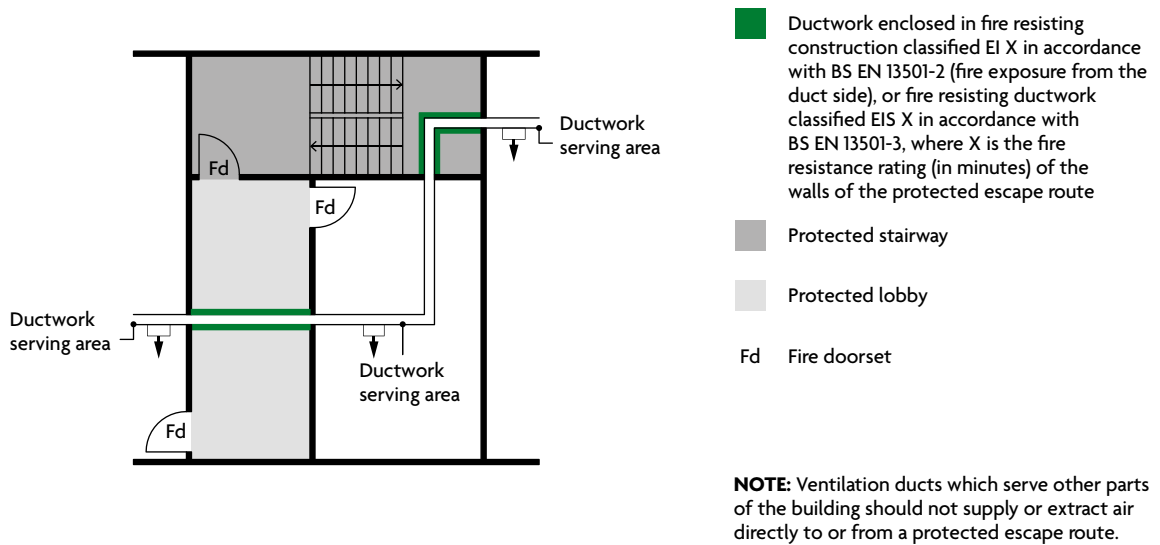 Fd
Fd
Fd
Ductwork
serving area
Ductwork
serving area
Ductwork
serving area
Ductwork enclosed in fire resisting
construction classified EI X in accordance
with BS EN 13501-2 (fire exposure from the
duct side), or fire resisting ductwork
classified EIS X in accordance with
BS EN 13501-3, where X is the fire
resistance rating (in minutes) of the
walls of the protected escape route
Protected stairway
Protected lobby
Fd Fire doorset
NOTE: Ventilation ducts which serve other parts
of the building should not supply or extract air
directly to or from a protected escape route.